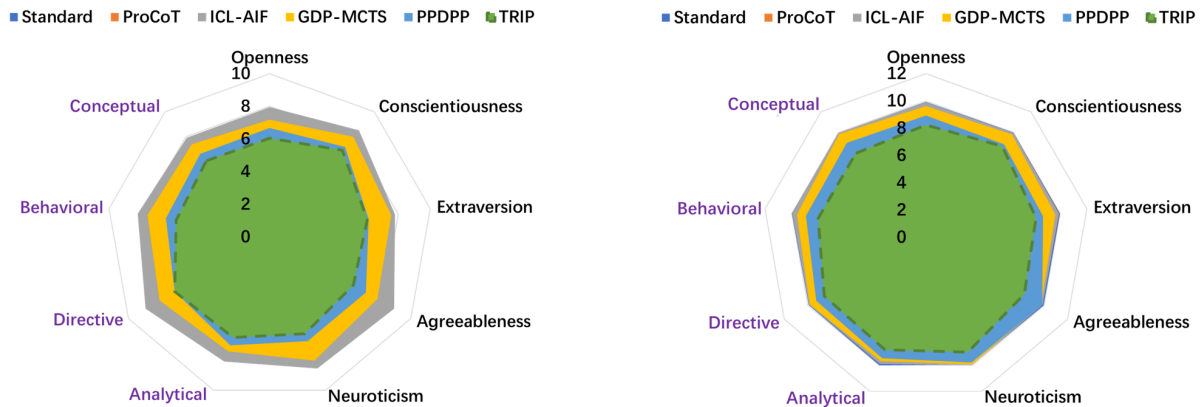 Standard ProCoT ICL-AIF GDP-MCTS PPDPP TRIP
Openness
10
Conceptual
Conscientiousness
8
6
4
Behavioral
2
Extraversion
0
Directive
Agreeableness
Analytical
Neuroticism
Standard ProCoT ICL-AIF GDP-MCTS PPDPP TRIP
Openness
12
Conceptual
10
Conscientiousness
8
6
4
Behavioral
2
Extraversion
0
Directive
Agreeableness
Analytical
Neuroticism